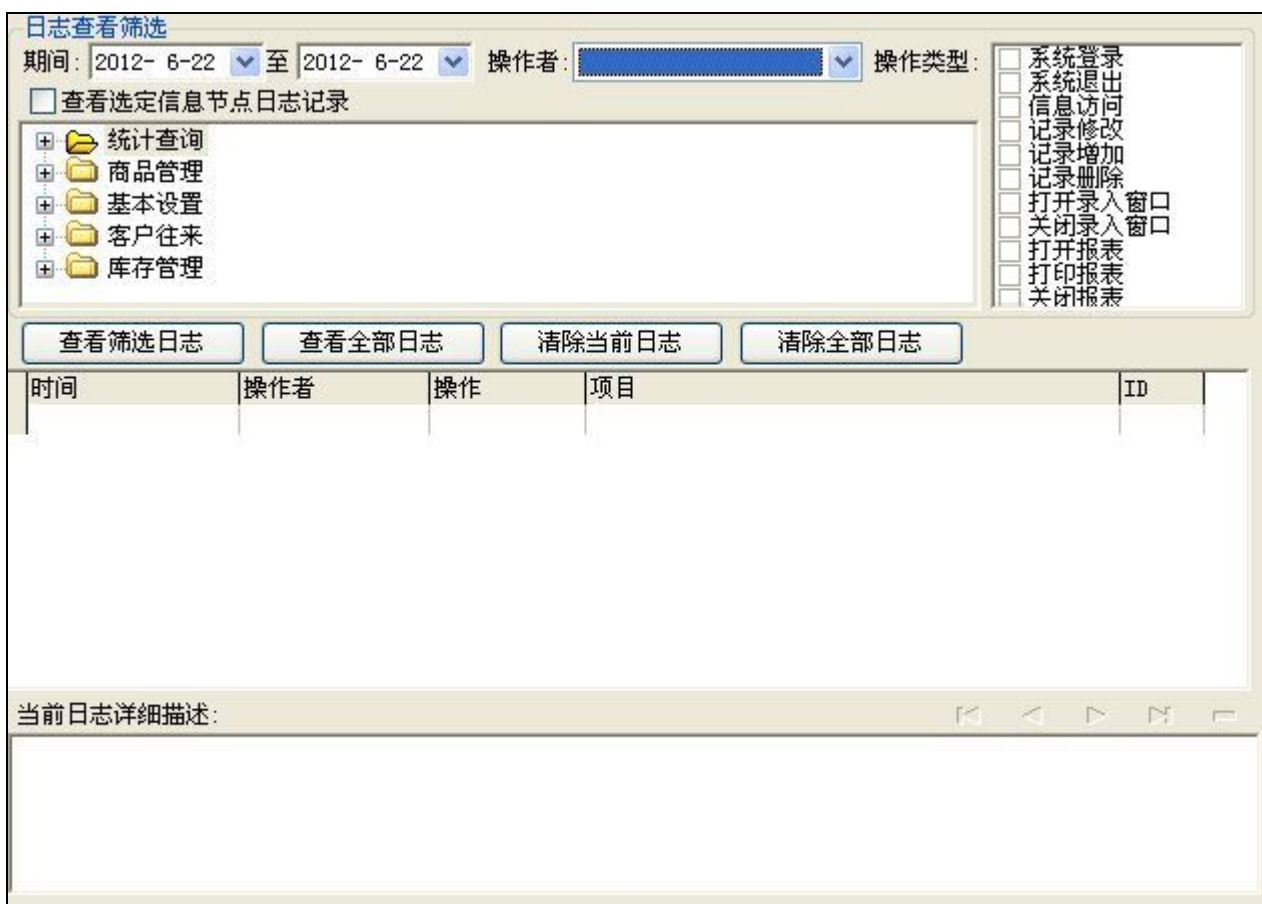 日志查看筛选
期间: 2012- 6-22 至 2012- 6-22 操作者: 操作类型:
系统登录
系统退出
信息访问
记录修改
记录增加
记录删除
打开录入窗口
关闭录入窗口
打开报表
打印报表
关闭报表
查看选定信息节点日志记录
统计查询
商品管理
基本设置
客户往来
库存管理
查看筛选日志 查看全部日志 清除当前日志 清除全部日志
时间 操作者 操作 项目 ID
当前日志详细描述: